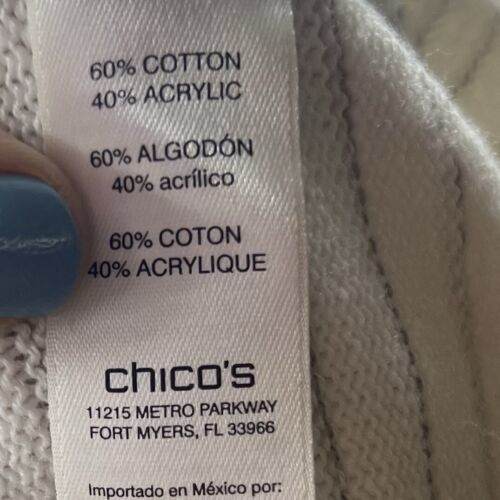 60% COTTON
40% ACRYLIC
60% ALGODÓN
40% acrílico
60% COTON
40% ACRYLIQUE
chico's
11215 METRO PARKWAY
FORT MYERS, FL 33966
Importado en México por: